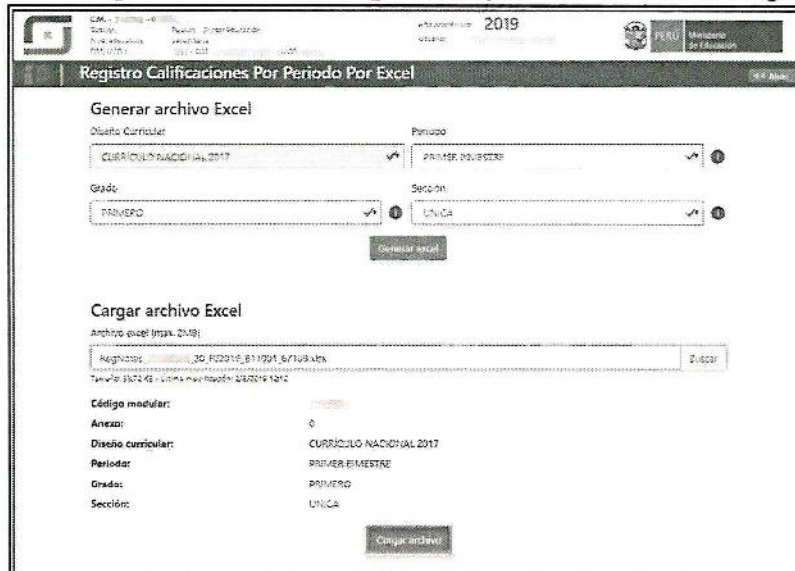 2019
PERÚ Ministerio de Educación
Registro Calificaciones Por Periodo Por Excel
Generar archivo Excel
Diseño Curricular Periodo
CURRÍCULO NACIONAL 2017 PRIMER BIMESTRE
Grado Sección
PRIMERO UNICA
Generar excel
Cargar archivo Excel
Archivo excel (max. 2MB)
Buscar
Código modular:
Anexo: 0
Diseño curricular: CURRÍCULO NACIONAL 2017
Periodo: PRIMER BIMESTRE
Grado: PRIMERO
Sección: UNICA
Cargar archivo